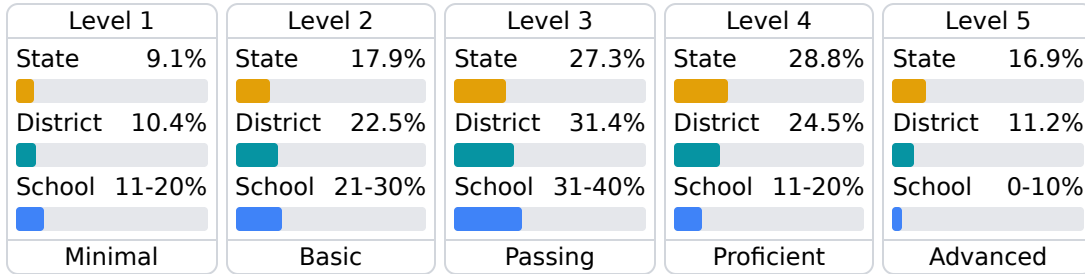 Level 1
State 9.1%
District 10.4%
School 11-20%
Minimal
Level 2
State 17.9%
District 22.5%
School 21-30%
Basic
Level 3
State 27.3%
District 31.4%
School 31-40%
Passing
Level 4
State 28.8%
District 24.5%
School 11-20%
Proficient
Level 5
State 16.9%
District 11.2%
School 0-10%
Advanced